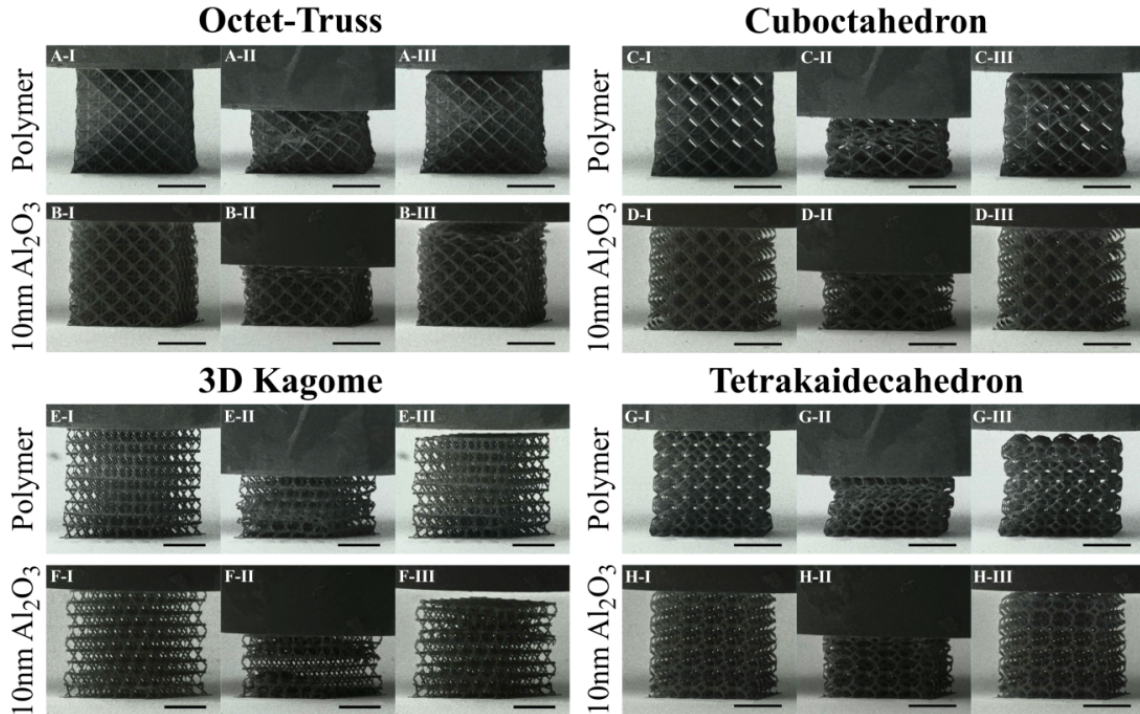 Octet-Truss
Cuboctahedron
Polymer
A-I
A-II
A-III
Polymer
C-I
C-II
C-III
10nm Al₂O₃
B-I
B-II
B-III
10nm Al₂O₃
D-I
D-II
D-III
3D Kagome
Tetrakaidecahedron
Polymer
E-I
E-II
E-III
Polymer
G-I
G-II
G-III
10nm Al₂O₃
F-I
F-II
F-III
10nm Al₂O₃
H-I
H-II
H-III